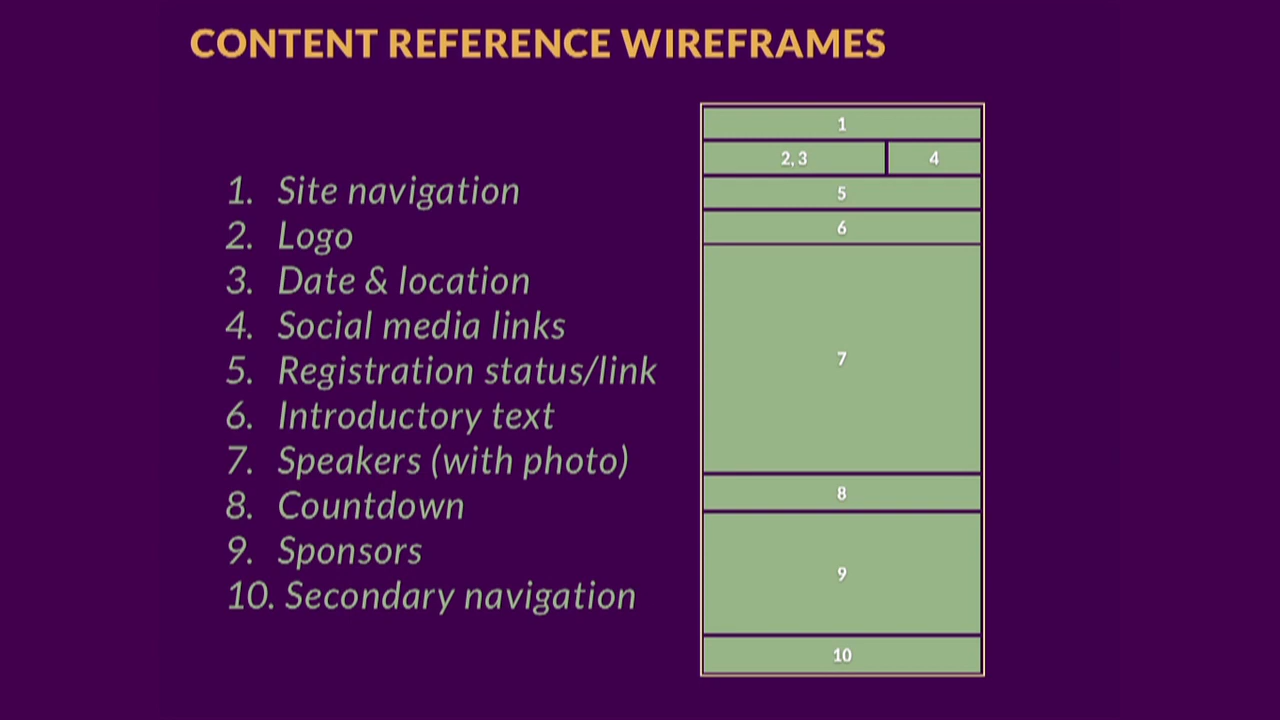 CONTENT REFERENCE WIREFRAMES
1. Site navigation
2. Logo
3. Date & location
4. Social media links
5. Registration status/link
6. Introductory text
7. Speakers (with photo)
8. Countdown
9. Sponsors
10. Secondary navigation
1
2, 3
4
5
6
7
8
9
10